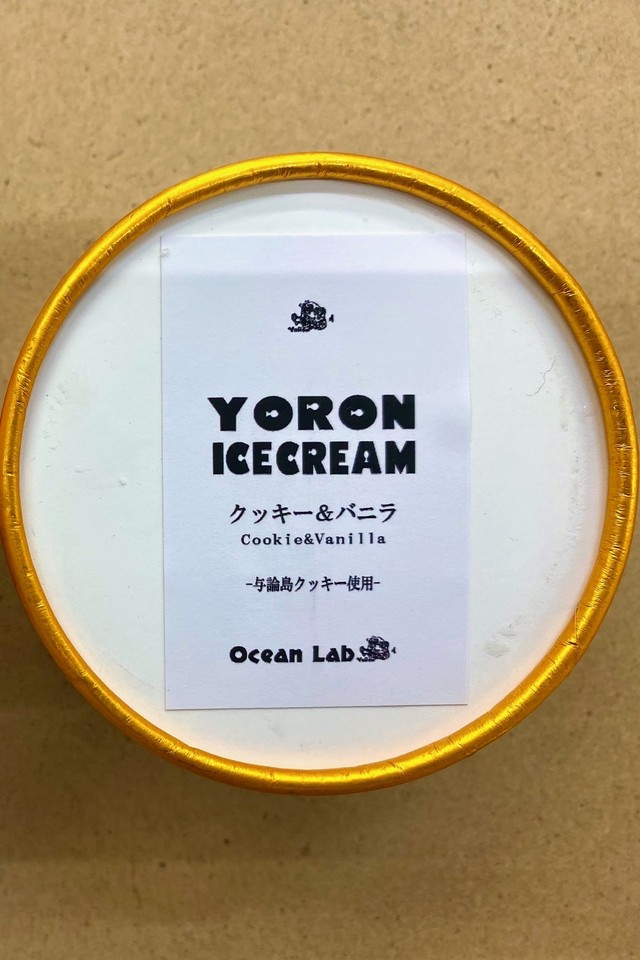 YORON
ICECREAM
クッキー&バニラ
Cookie&Vanilla
-与論島クッキー使用-
Ocean Lab